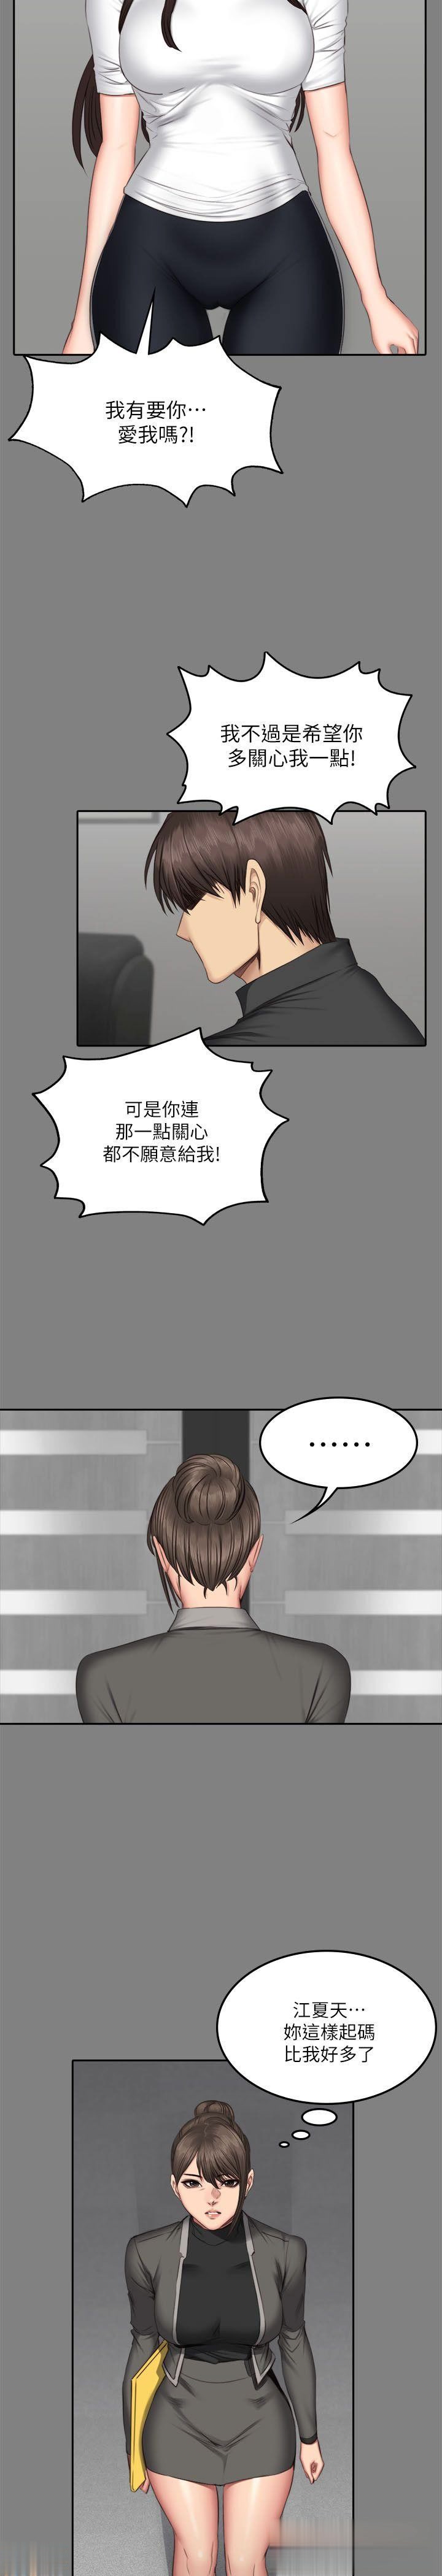 我有要你…
愛我嗎?!
我不過是希望你
多關心我一點!
可是你連
那一點關心
都不願意給我!
……
江夏天…
妳這樣起碼
比我好多了